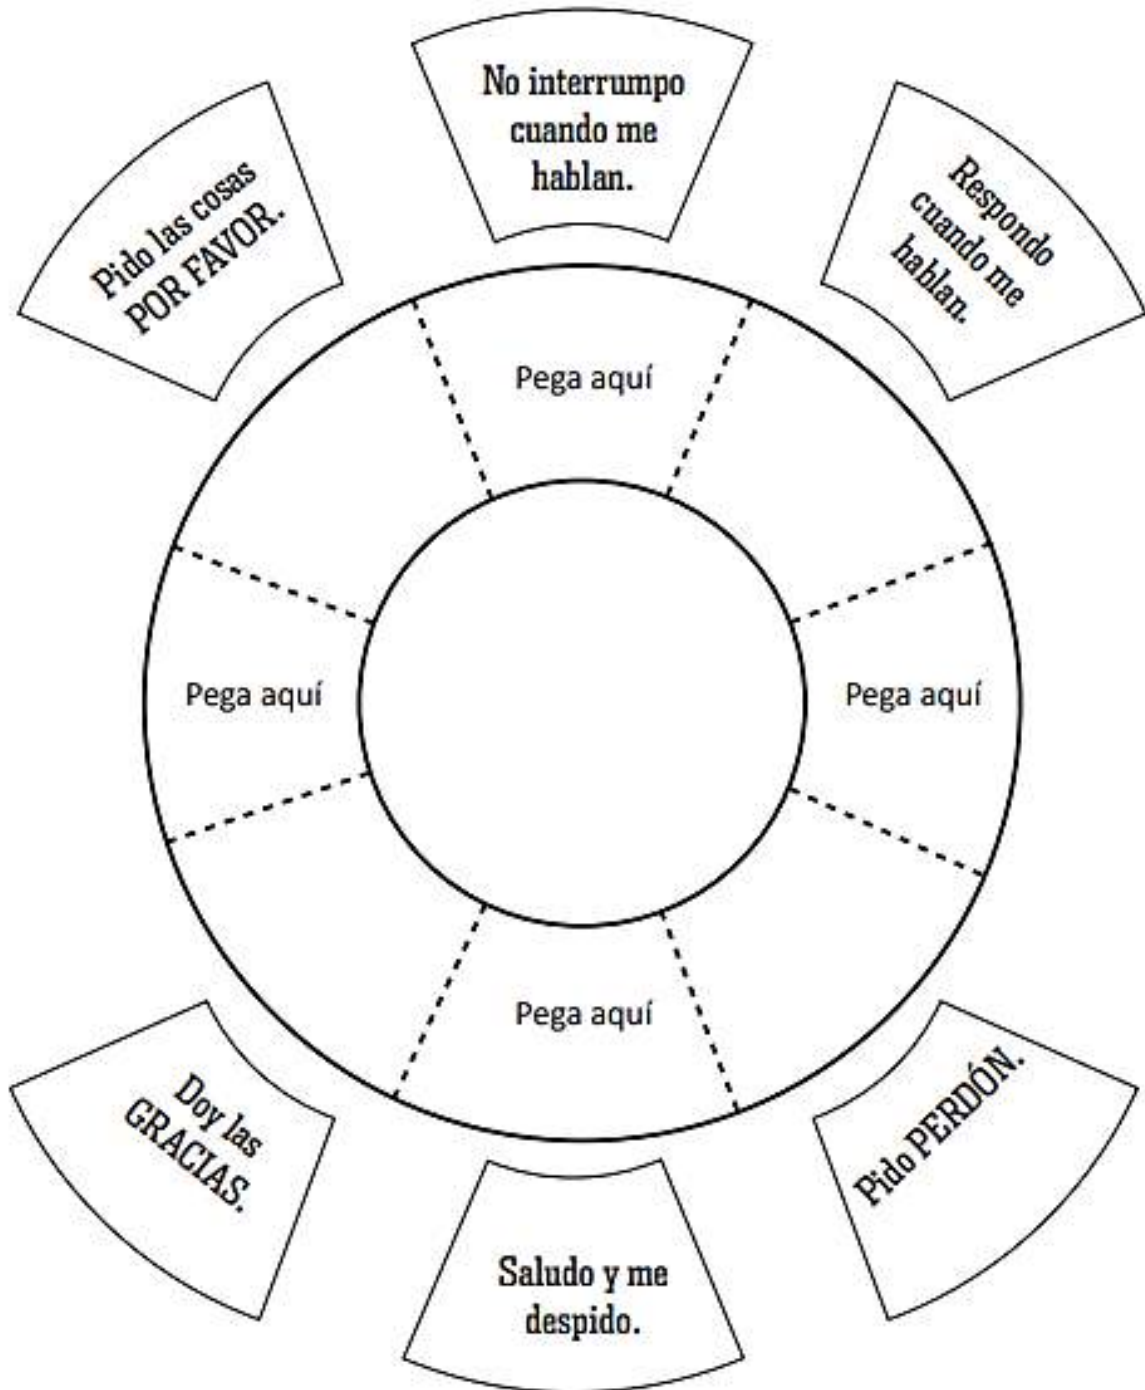 No interrumpo
cuando me
hablan.
Pido las cosas
POR FAVOR.
Respondo
cuando me
hablan.
Pega aquí
Pega aquí
Pega aquí
Pega aquí
Doy las
GRACIAS.
Pido PERDÓN.
Saludo y me
despido.